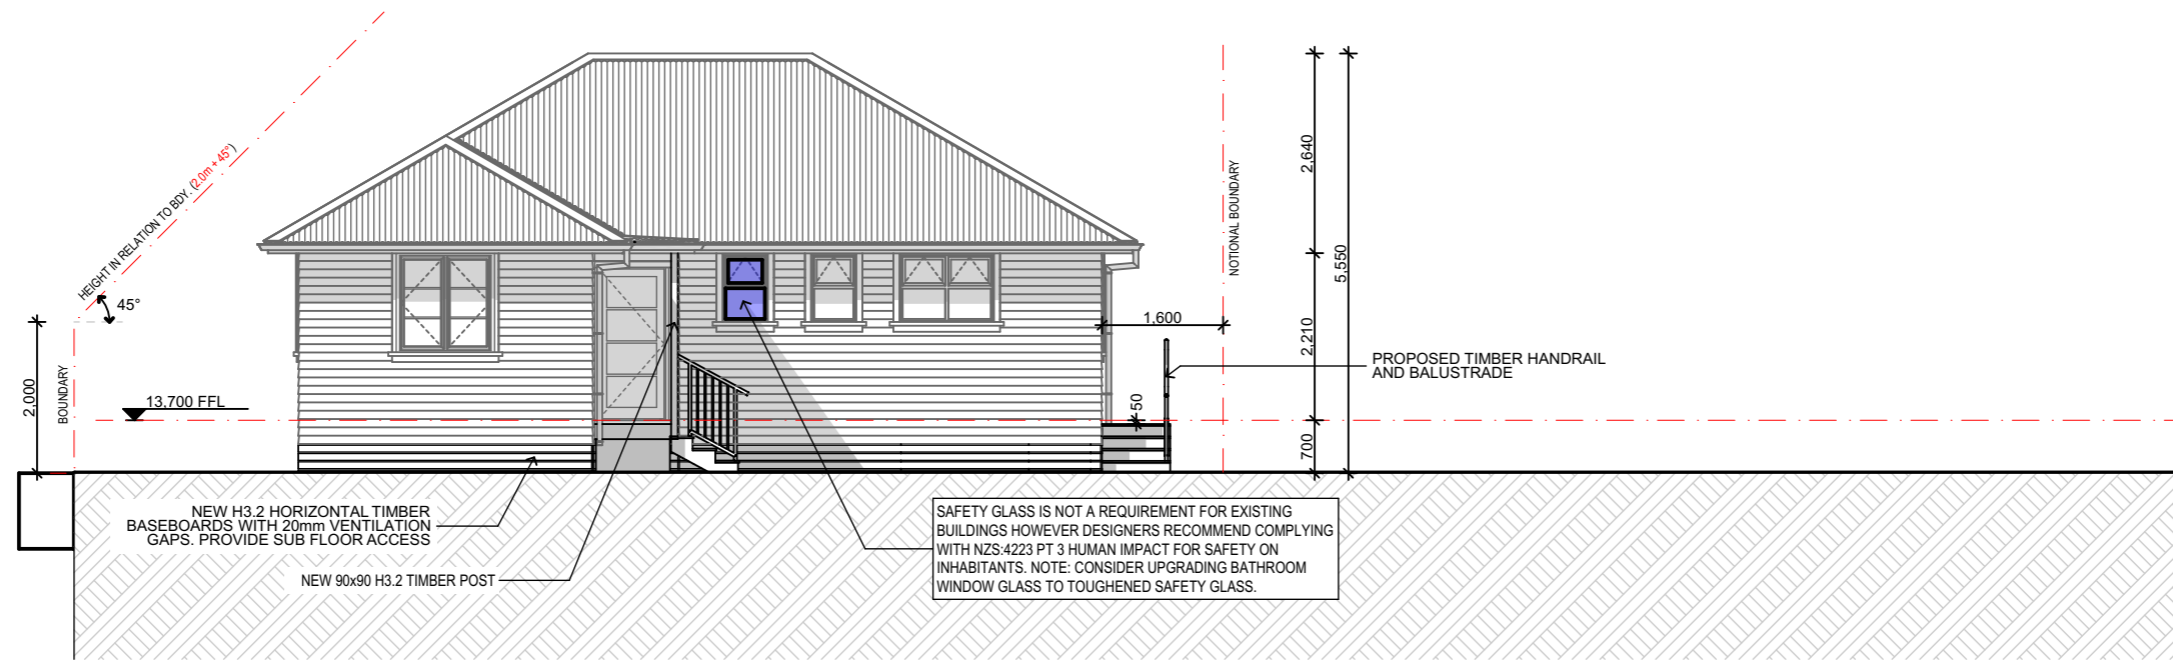 HEIGHT IN RELATION TO BDY. (2.0m + 45°)
45°
2,000
BOUNDARY
13,700 FFL
NOTIONAL BOUNDARY
2,640
5,550
2,210
700
1,600
50
PROPOSED TIMBER HANDRAIL
AND BALUSTRADE
NEW H3.2 HORIZONTAL TIMBER
BASEBOARDS WITH 20mm VENTILATION
GAPS. PROVIDE SUB FLOOR ACCESS
NEW 90x90 H3.2 TIMBER POST
SAFETY GLASS IS NOT A REQUIREMENT FOR EXISTING
BUILDINGS HOWEVER DESIGNERS RECOMMEND COMPLYING
WITH NZS:4223 PT 3 HUMAN IMPACT FOR SAFETY ON
INHABITANTS. NOTE: CONSIDER UPGRADING BATHROOM
WINDOW GLASS TO TOUGHENED SAFETY GLASS.